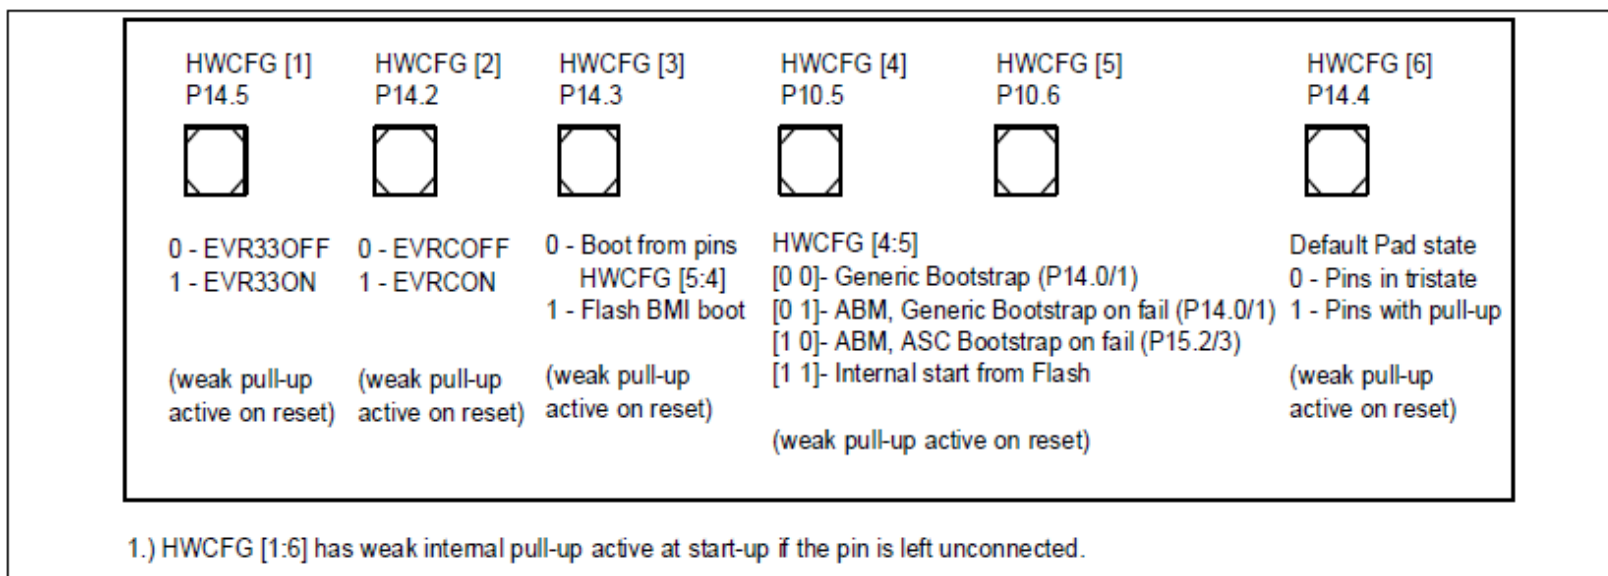 HWCFG [1]
P14.5
HWCFG [2]
P14.2
HWCFG [3]
P14.3
HWCFG [4]
P10.5
HWCFG [5]
P10.6
HWCFG [6]
P14.4
0 - EVR33OFF
1 - EVR33ON
(weak pull-up
active on reset)
0 - EVRCOFF
1 - EVRCON
(weak pull-up
active on reset)
0 - Boot from pins
HWCFG [5:4]
1 - Flash BMI boot
(weak pull-up
active on reset)
HWCFG [4:5]
[0 0]- Generic Bootstrap (P14.0/1)
[0 1]- ABM, Generic Bootstrap on fail (P14.0/1)
[1 0]- ABM, ASC Bootstrap on fail (P15.2/3)
[1 1]- Internal start from Flash
(weak pull-up active on reset)
Default Pad state
0 - Pins in tristate
1 - Pins with pull-up
(weak pull-up
active on reset)
1.) HWCFG [1:6] has weak internal pull-up active at start-up if the pin is left unconnected.